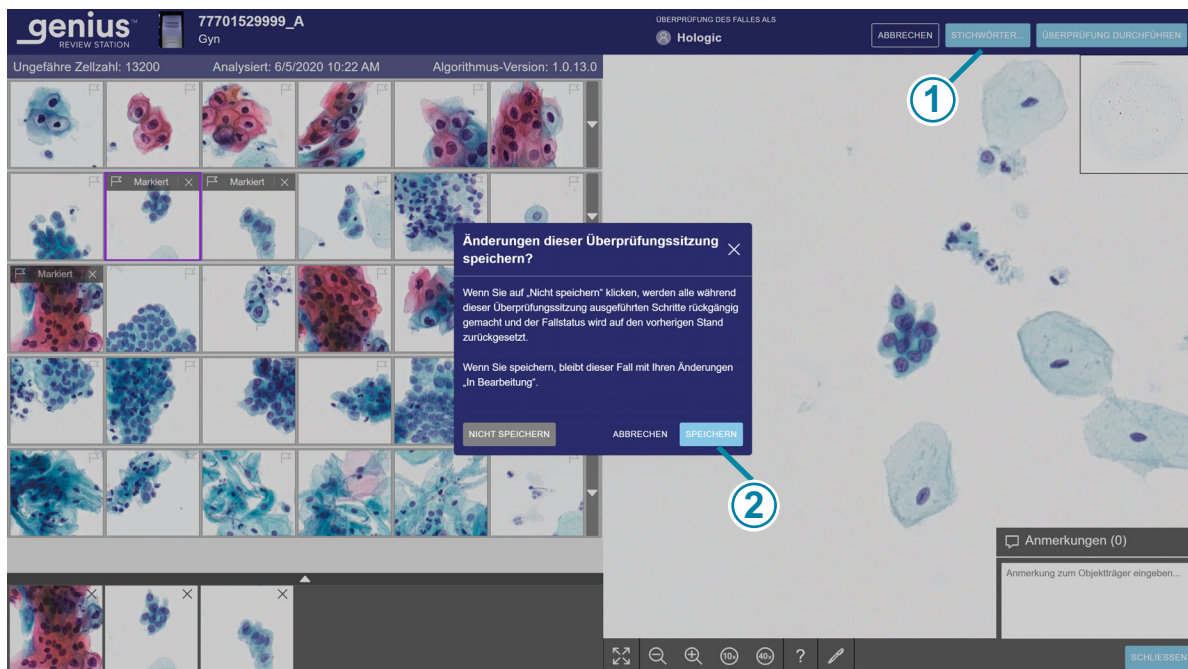 genius™
REVIEW STATION
77701529999_A
Gyn
ÜBERPRÜFUNG DES FALLES ALS
Hologic
ABBRECHEN
STICHWÖRTER...
ÜBERPRÜFUNG DURCHFÜHREN
Ungefähre Zellzahl: 13200
Analysiert: 6/5/2020 10:22 AM
Algorithmus-Version: 1.0.13.0
1
Markiert
Markiert
Markiert
Änderungen dieser Überprüfungssitzung
speichern?
Wenn Sie auf „Nicht speichern“ klicken, werden alle während
dieser Überprüfungssitzung ausgeführten Schritte rückgängig
gemacht und der Fallstatus wird auf den vorherigen Stand
zurückgesetzt.
Wenn Sie speichern, bleibt dieser Fall mit Ihren Änderungen
„In Bearbeitung“.
NICHT SPEICHERN
ABBRECHEN
SPEICHERN
2
Anmerkungen (0)
Anmerkung zum Objektträger eingeben...
10x
40x
?
SCHLIESSEN